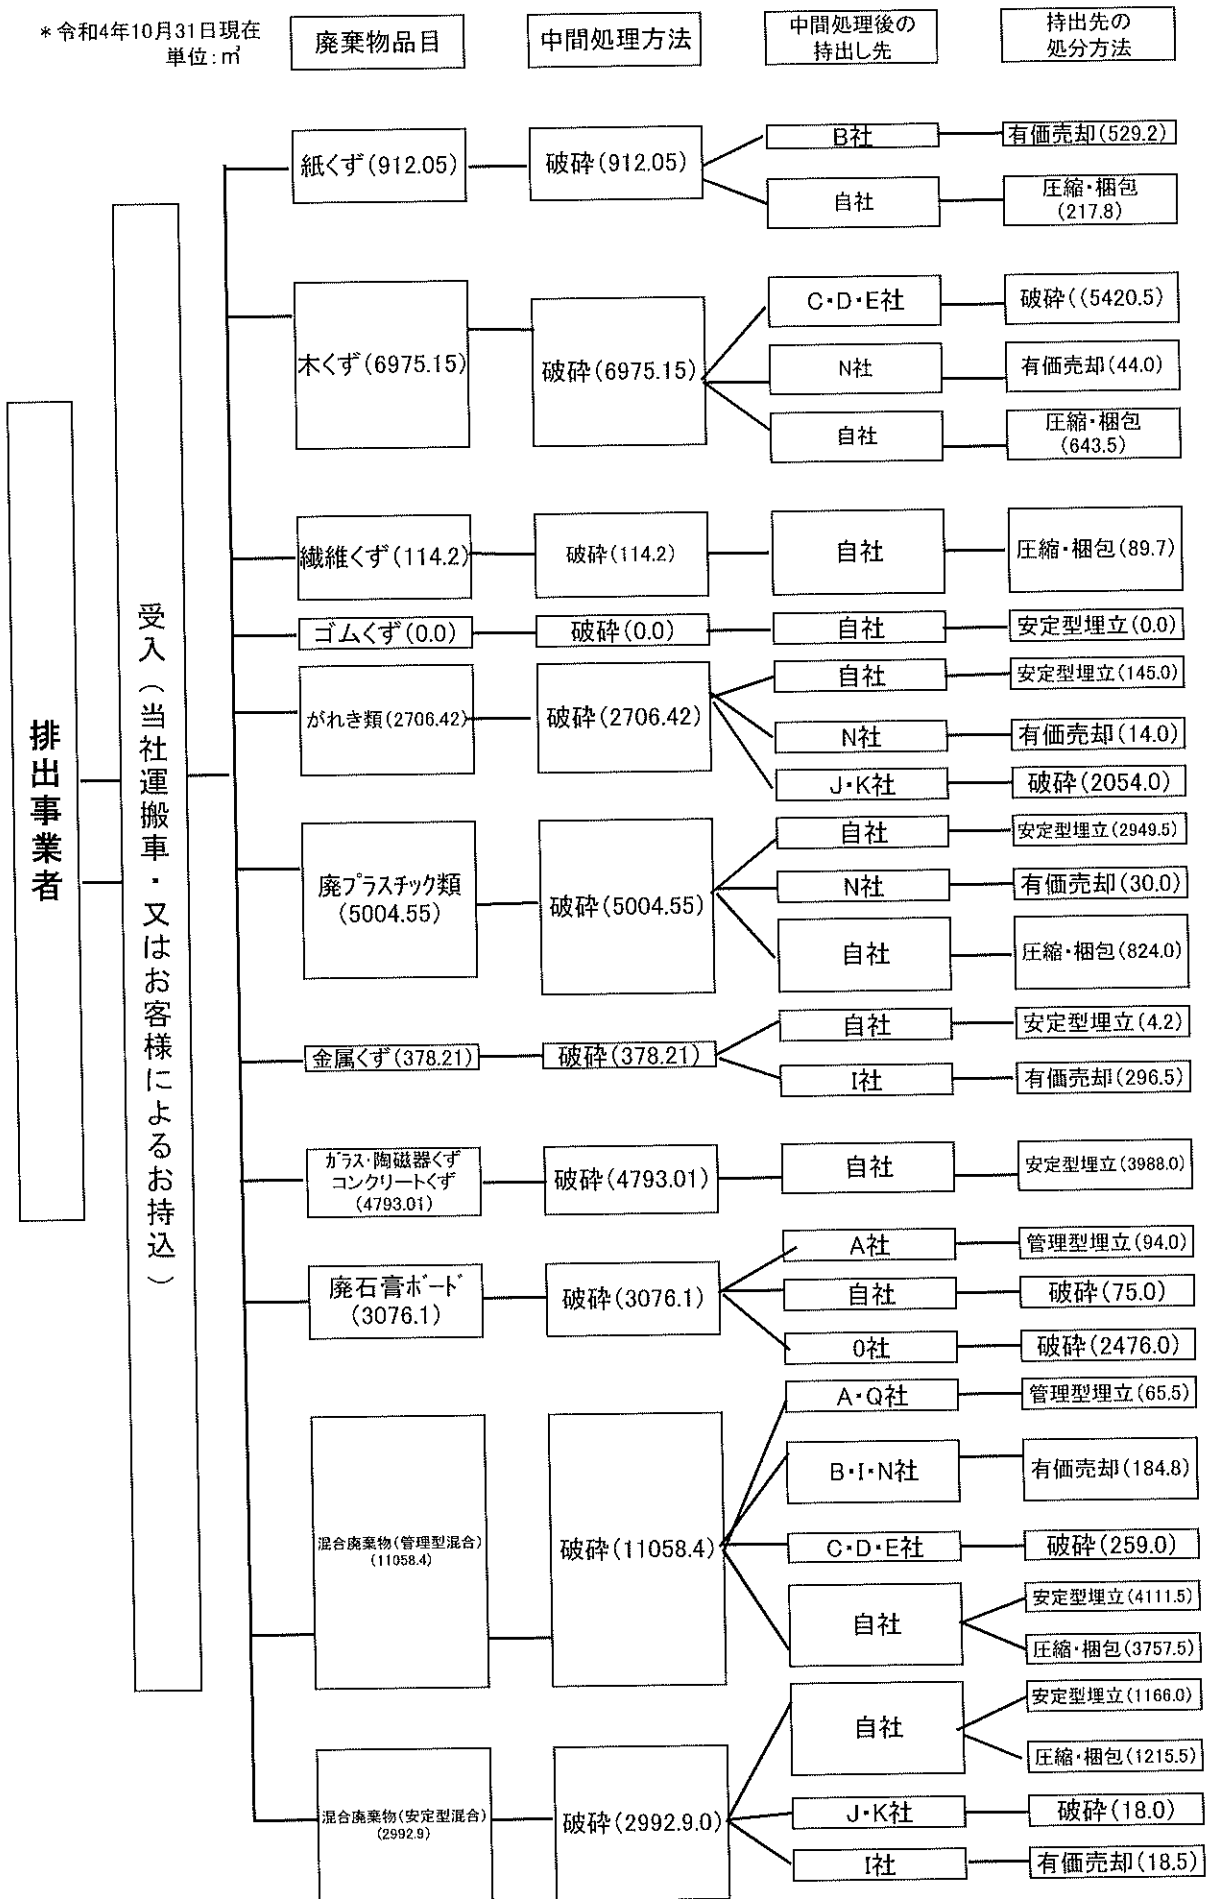 *令和4年10月31日現在
単位:㎥
廃棄物品目
中間処理方法
中間処理後の
持出し先
持出先の
処分方法
排出事業者
受入(当社運搬車・又はお客様によるお持込)
紙くず(912.05)
破砕(912.05)
B社
有価売却(529.2)
自社
圧縮・梱包
(217.8)
木くず(6975.15)
破砕(6975.15)
C・D・E社
破砕((5420.5)
N社
有価売却(44.0)
自社
圧縮・梱包
(643.5)
繊維くず(114.2)
破砕(114.2)
自社
圧縮・梱包(89.7)
ゴムくず(0.0)
破砕(0.0)
自社
安定型埋立(0.0)
がれき類(2706.42)
破砕(2706.42)
自社
安定型埋立(145.0)
N社
有価売却(14.0)
J・K社
破砕(2054.0)
廃プラスチック類
(5004.55)
破砕(5004.55)
自社
安定型埋立(2949.5)
N社
有価売却(30.0)
自社
圧縮・梱包(824.0)
金属くず(378.21)
破砕(378.21)
自社
安定型埋立(4.2)
I社
有価売却(296.5)
ガラス・陶磁器くず
コンクリートくず
(4793.01)
破砕(4793.01)
自社
安定型埋立(3988.0)
廃石膏ボード
(3076.1)
破砕(3076.1)
A社
管理型埋立(94.0)
自社
破砕(75.0)
O社
破砕(2476.0)
混合廃棄物(管理型混合)
(11058.4)
破砕(11058.4)
A・Q社
管理型埋立(65.5)
B・I・N社
有価売却(184.8)
C・D・E社
破砕(259.0)
自社
安定型埋立(4111.5)
圧縮・梱包(3757.5)
混合廃棄物(安定型混合)
(2992.9)
破砕(2992.9.0)
自社
安定型埋立(1166.0)
圧縮・梱包(1215.5)
J・K社
破砕(18.0)
I社
有価売却(18.5)